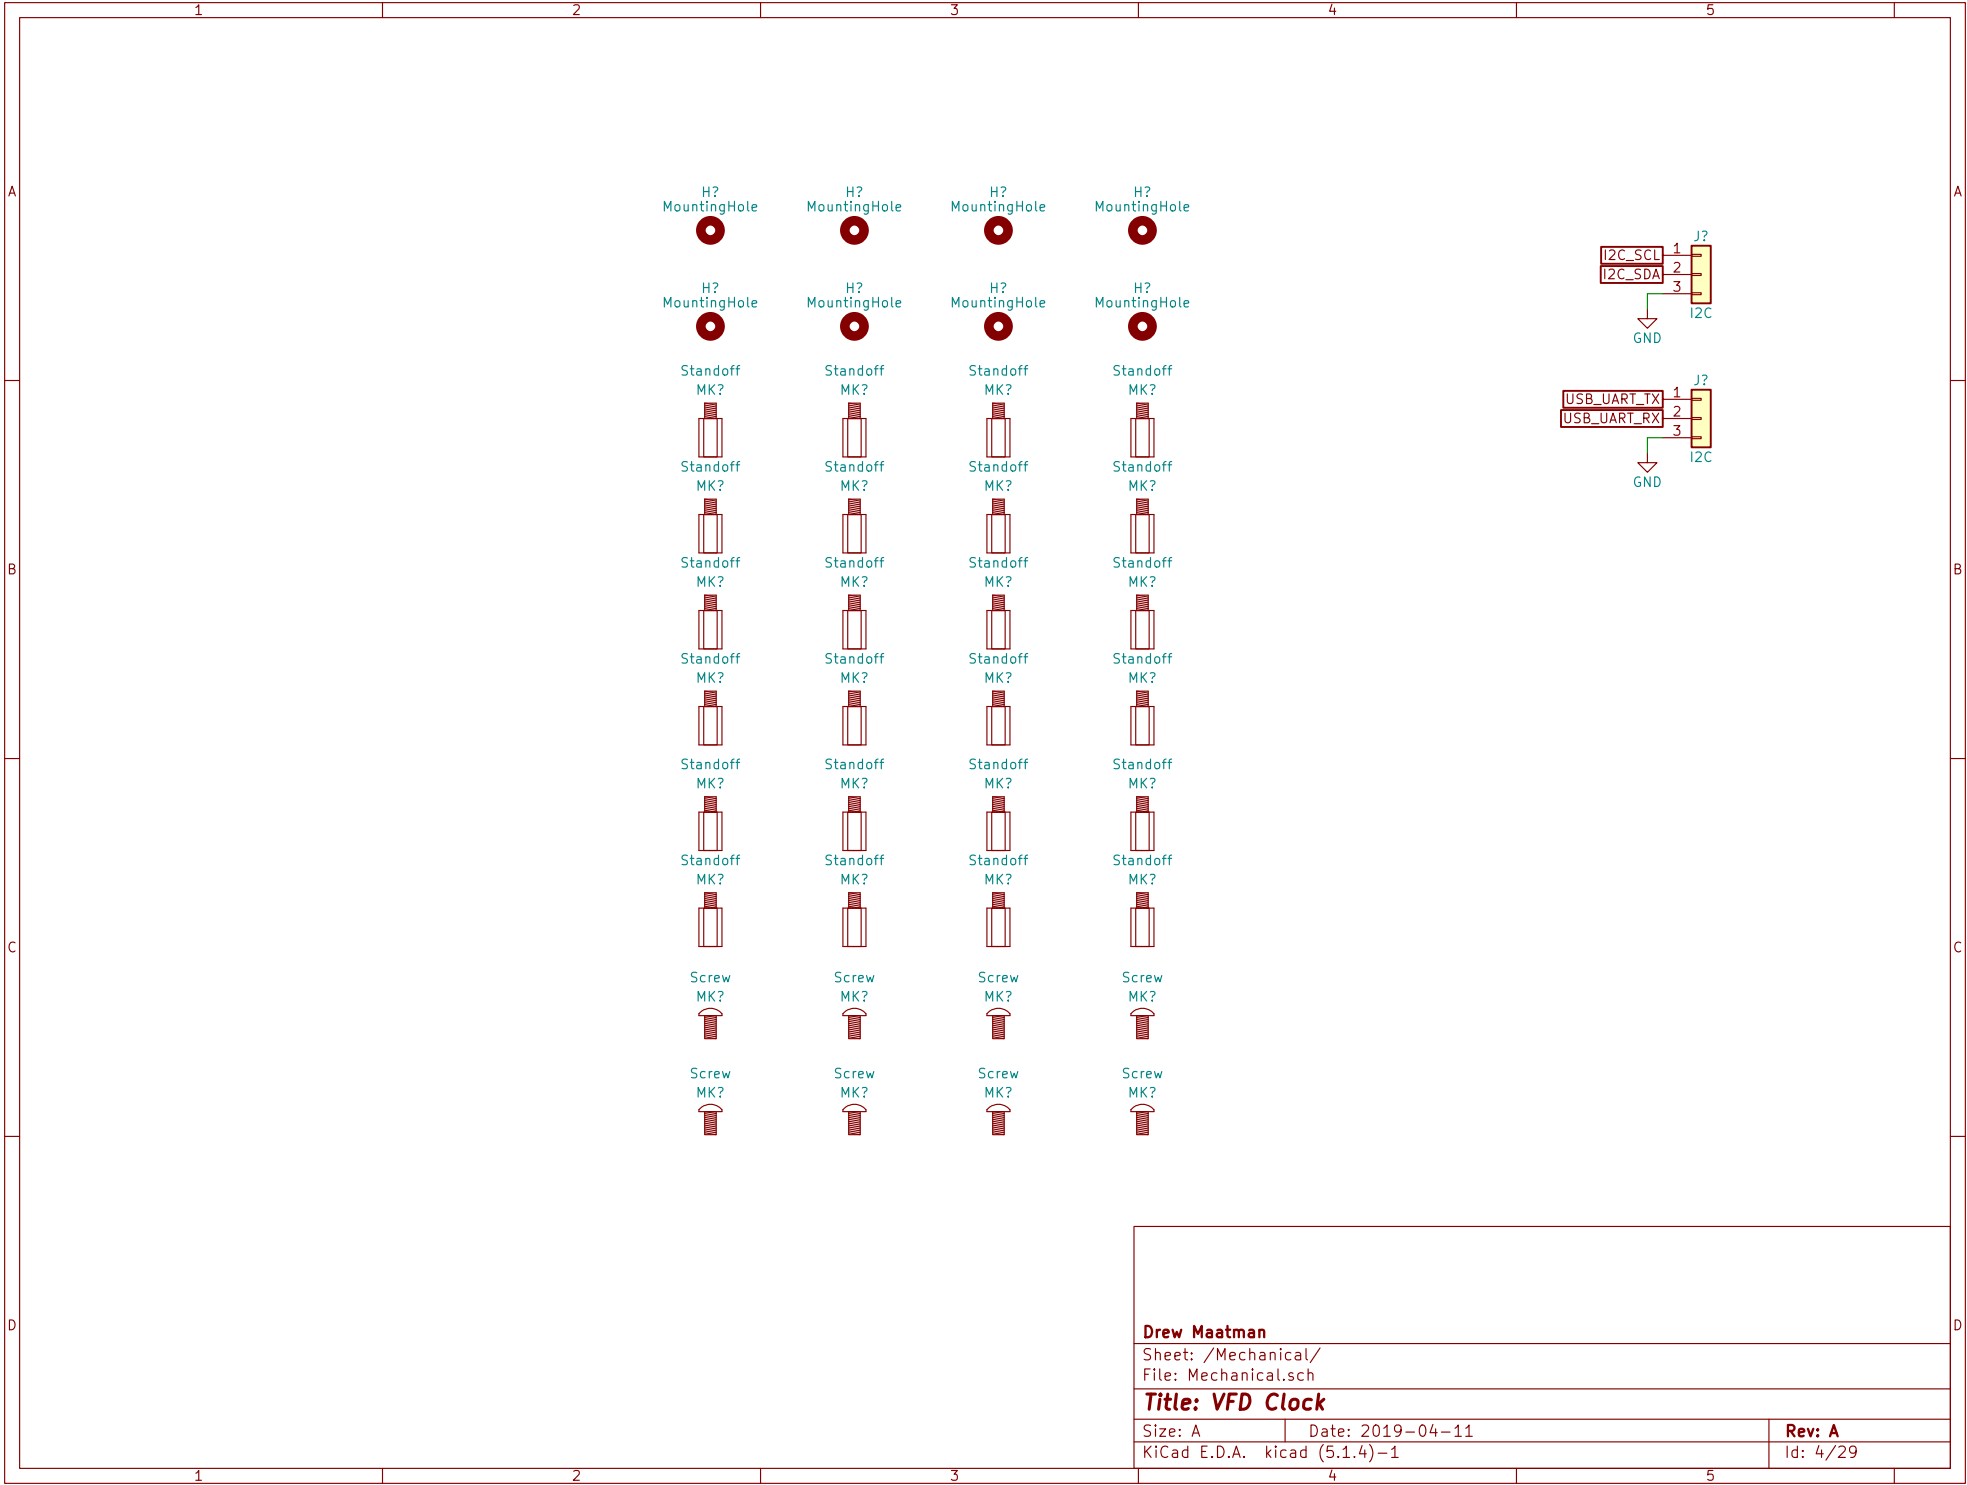 1 2 3 4 5
A A
H? H? H? H?
MountingHole MountingHole MountingHole MountingHole
J?
I2C_SCL 1
I2C_SDA 2
3
I2C
GND
H? H? H? H?
MountingHole MountingHole MountingHole MountingHole
Standoff Standoff Standoff Standoff
MK? MK? MK? MK?
J?
USB_UART_TX 1
USB_UART_RX 2
3
I2C
GND
Standoff Standoff Standoff Standoff
MK? MK? MK? MK?
B B
Standoff Standoff Standoff Standoff
MK? MK? MK? MK?
Standoff Standoff Standoff Standoff
MK? MK? MK? MK?
Standoff Standoff Standoff Standoff
MK? MK? MK? MK?
Standoff Standoff Standoff Standoff
MK? MK? MK? MK?
C C
Screw Screw Screw Screw
MK? MK? MK? MK?
Screw Screw Screw Screw
MK? MK? MK? MK?
D D
Drew Maatman
Sheet: /Mechanical/
File: Mechanical.sch
Title: VFD Clock
Size: A Date: 2019-04-11 Rev: A
KiCad E.D.A. kicad (5.1.4)-1 Id: 4/29
1 2 3 4 5